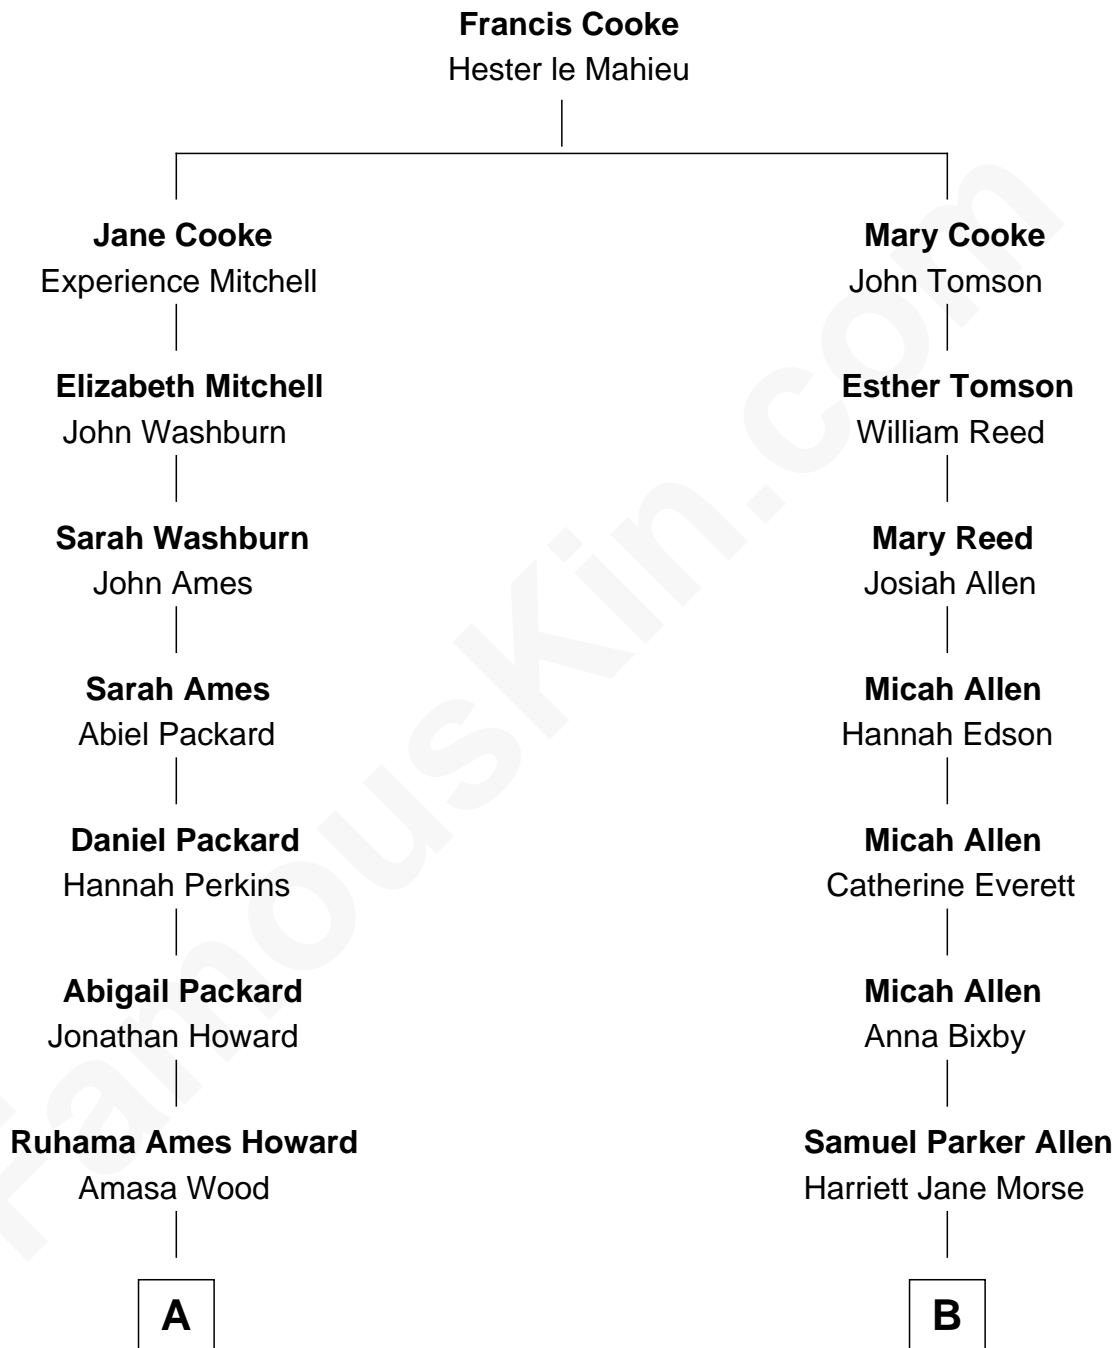 Francis Cooke
Hester le Mahieu
Jane Cooke
Experience Mitchell
Mary Cooke
John Tomson
Elizabeth Mitchell
John Washburn
Esther Tomson
William Reed
Sarah Washburn
John Ames
Mary Reed
Josiah Allen
Sarah Ames
Abiel Packard
Micah Allen
Hannah Edson
Daniel Packard
Hannah Perkins
Micah Allen
Catherine Everett
Abigail Packard
Jonathan Howard
Micah Allen
Anna Bixby
Ruhama Ames Howard
Amasa Wood
Samuel Parker Allen
Harriett Jane Morse
A
B
FamousKin.com